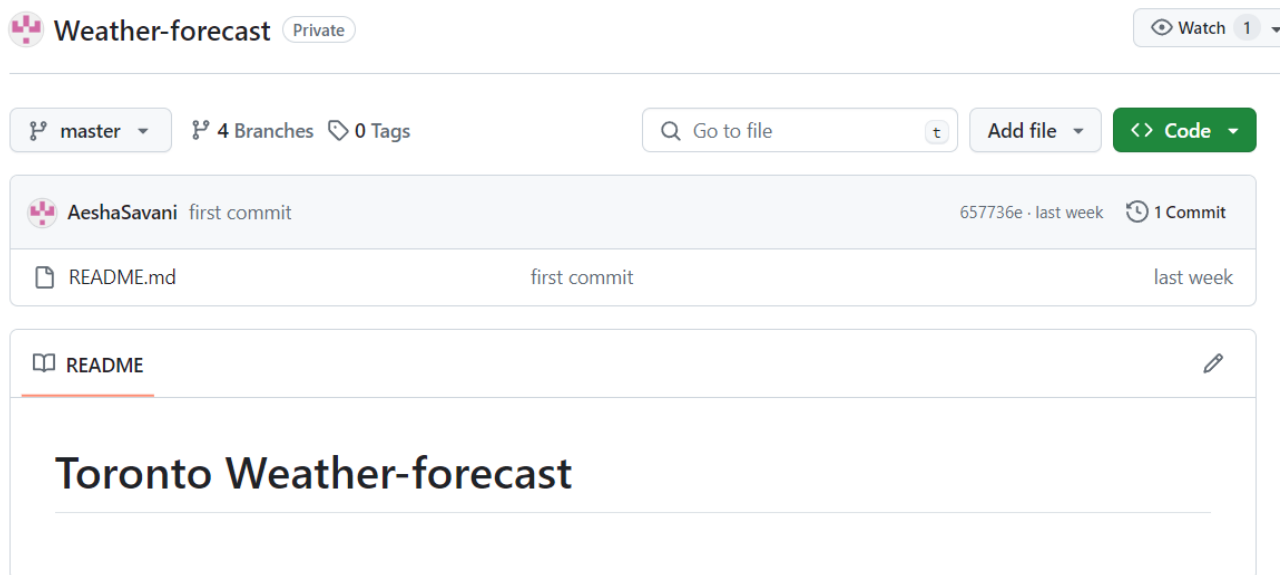 Weather-forecast Private Watch 1
master 4 Branches 0 Tags Go to file t Add file Code
AeshaSavani first commit 657736e · last week 1 Commit
README.md first commit last week
README
Toronto Weather-forecast